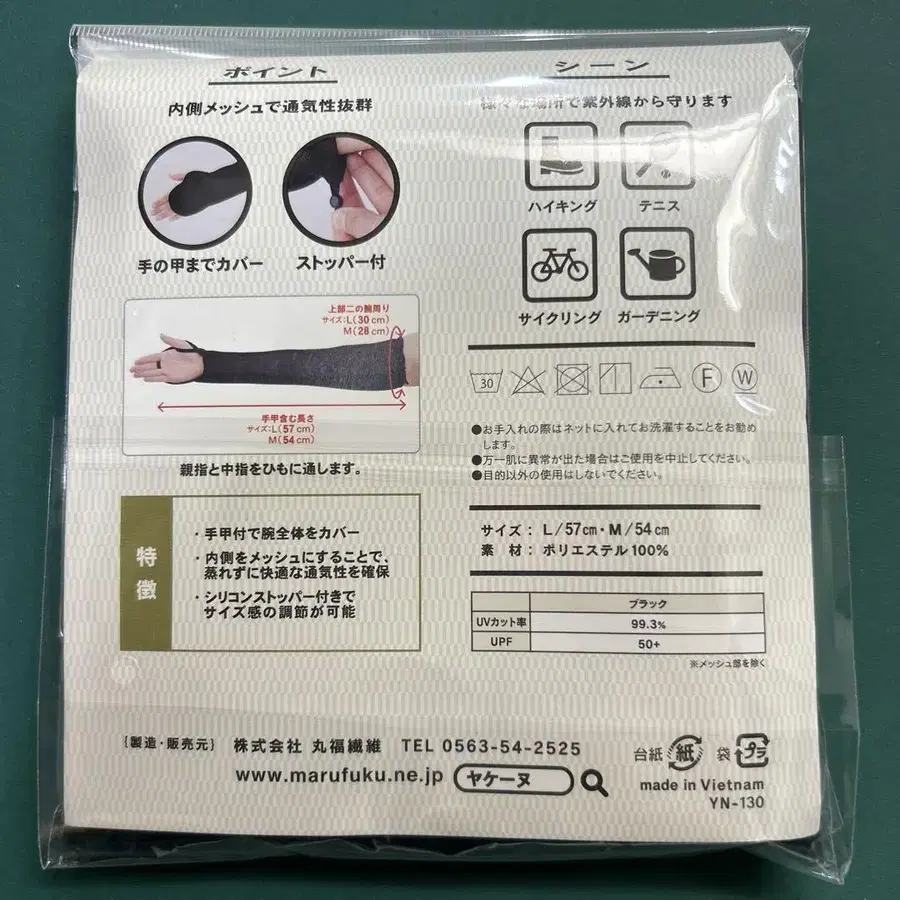 ポイント
内側メッシュで通気性抜群
手の甲までカバー
ストッパー付
上部二の腕周り
サイズ:L(30cm)
M(28cm)
手甲含む長さ
サイズ:L(57cm)
M(54cm)
親指と中指をひもに通します。
特徴
・手甲付で腕全体をカバー
・内側をメッシュにすることで、
蒸れずに快適な通気性を確保
・シリコンストッパー付きで
サイズ感の調節が可能
シーン
様々な場所で紫外線から守ります
ハイキング
テニス
サイクリング
ガーデニング
30
F
W
●お手入れの際はネットに入れてお洗濯することをお勧め
します。
●万一肌に異常が出た場合はご使用を中止してください。
●目的以外の使用はしないでください。
サイズ: L/57cm・M/54cm
素 材: ポリエステル100%
ブラック
UVカット率 99.3%
UPF 50+
※メッシュ部を除く
[製造・販売元] 株式会社 丸福繊維 TEL 0563-54-2525
www.marufuku.ne.jp ヤケーヌ
台紙 紙 袋 プラ
made in Vietnam
YN-130